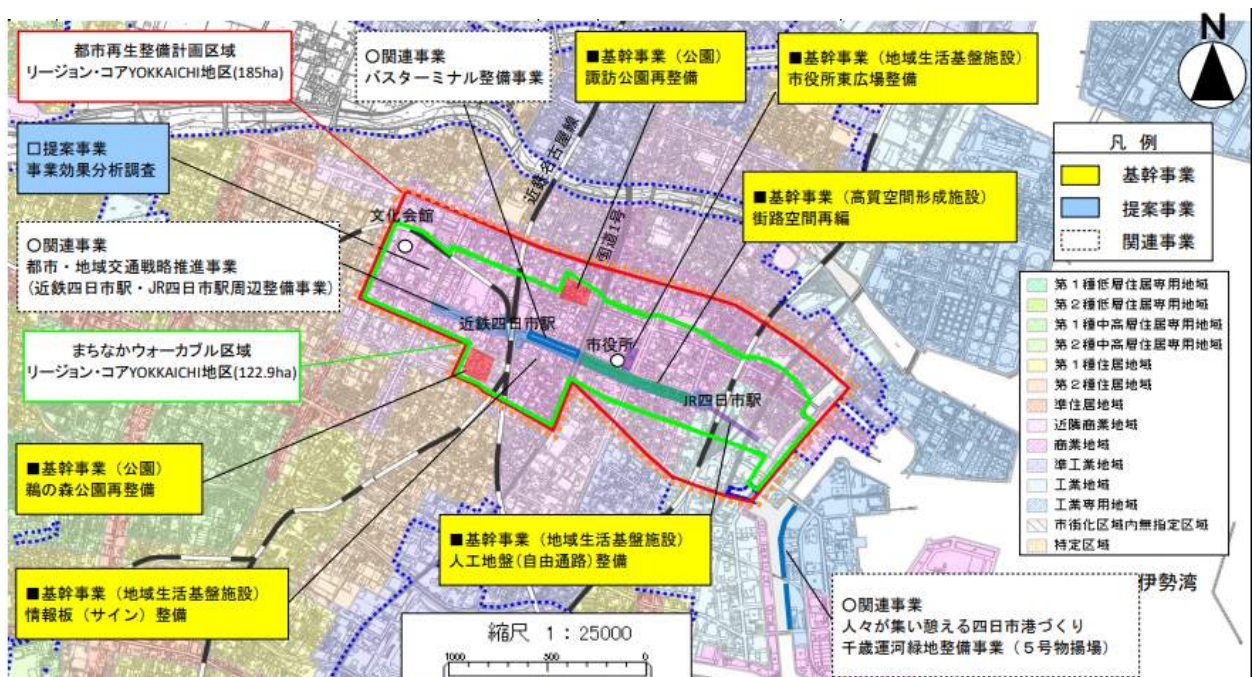 都市再生整備計画区域
リージョン・コアYOKKAICHI地区(185ha)
○関連事業
バスターミナル整備事業
■基幹事業（公園）
諏訪公園再整備
■基幹事業（地域生活基盤施設）
市役所東広場整備
N
□提案事業
事業効果分析調査
近鉄名古屋線
国道1号
■基幹事業（高質空間形成施設）
街路空間再編
凡 例
基幹事業
提案事業
関連事業
文化会館
○関連事業
都市・地域交通戦略推進事業
(近鉄四日市駅・JR四日市駅周辺整備事業)
近鉄四日市駅
市役所
JR四日市駅
まちなかウォーカブル区域
リージョン・コアYOKKAICHI地区(122.9ha)
第１種低層住居専用地域
第２種低層住居専用地域
第１種中高層住居専用地域
第２種中高層住居専用地域
第１種住居地域
第２種住居地域
準住居地域
近隣商業地域
商業地域
準工業地域
工業地域
工業専用地域
市街化区域内無指定区域
特定区域
■基幹事業（公園）
鵜の森公園再整備
■基幹事業（地域生活基盤施設）
人工地盤(自由通路)整備
■基幹事業（地域生活基盤施設）
情報板（サイン）整備
伊勢湾
○関連事業
人々が集い憩える四日市港づくり
千歳運河緑地整備事業（５号物揚場）
縮尺 1：25000
1000 500 0